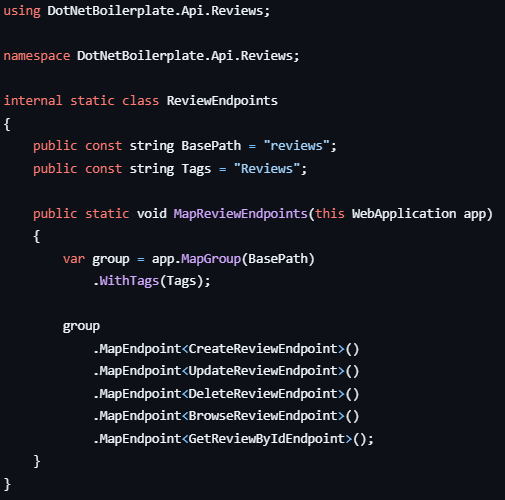 using DotNetBoilerplate.Api.Reviews;
namespace DotNetBoilerplate.Api.Reviews;
internal static class ReviewEndpoints
{
    public const string BasePath = "reviews";
    public const string Tags = "Reviews";
    public static void MapReviewEndpoints(this WebApplication app)
    {
        var group = app.MapGroup(BasePath)
            .WithTags(Tags);
        group
            .MapEndpoint<CreateReviewEndpoint>()
            .MapEndpoint<UpdateReviewEndpoint>()
            .MapEndpoint<DeleteReviewEndpoint>()
            .MapEndpoint<BrowseReviewEndpoint>()
            .MapEndpoint<GetReviewByIdEndpoint>();
    }
}